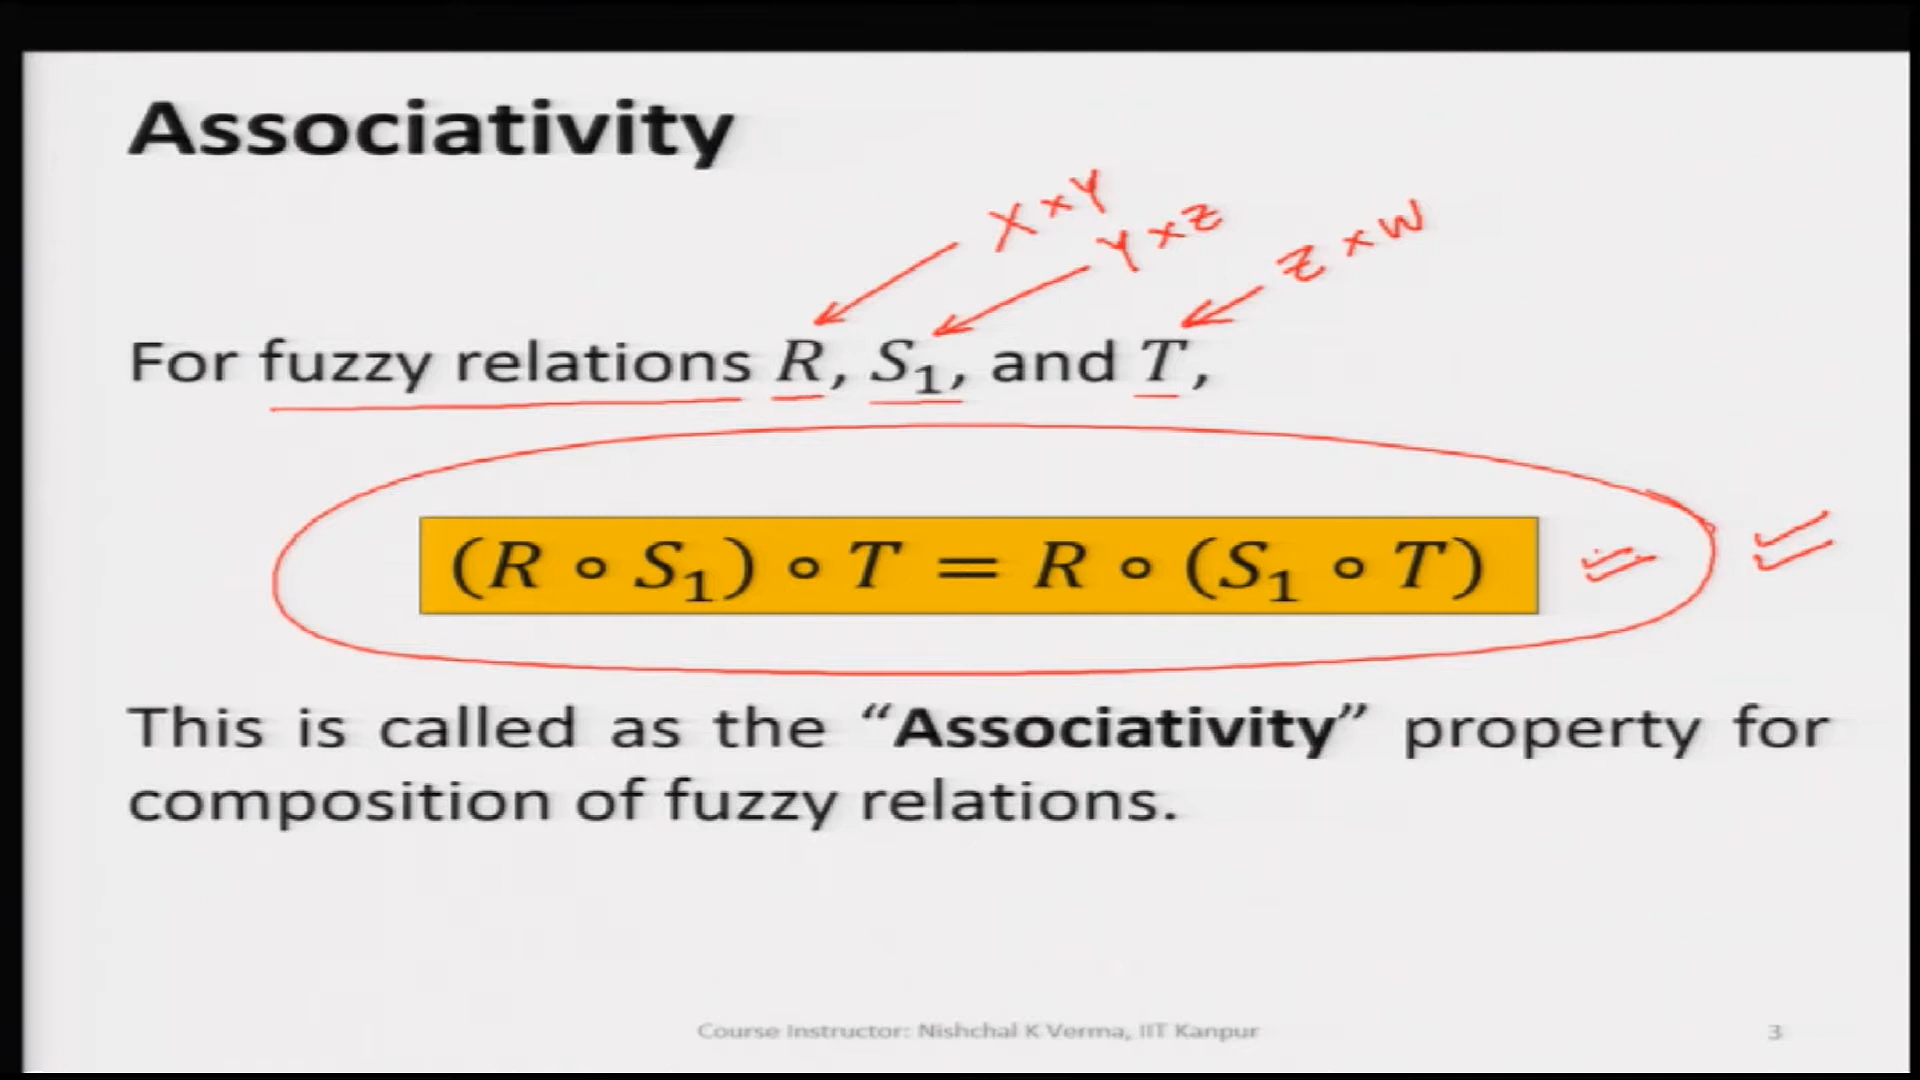 Associativity
X × Y
Y × Z
Z × W
For fuzzy relations R, S₁, and T,
(R ∘ S₁) ∘ T = R ∘ (S₁ ∘ T)
This is called as the “Associativity” property for
composition of fuzzy relations.
Course Instructor: Nishchal K Verma, IIT Kanpur
3